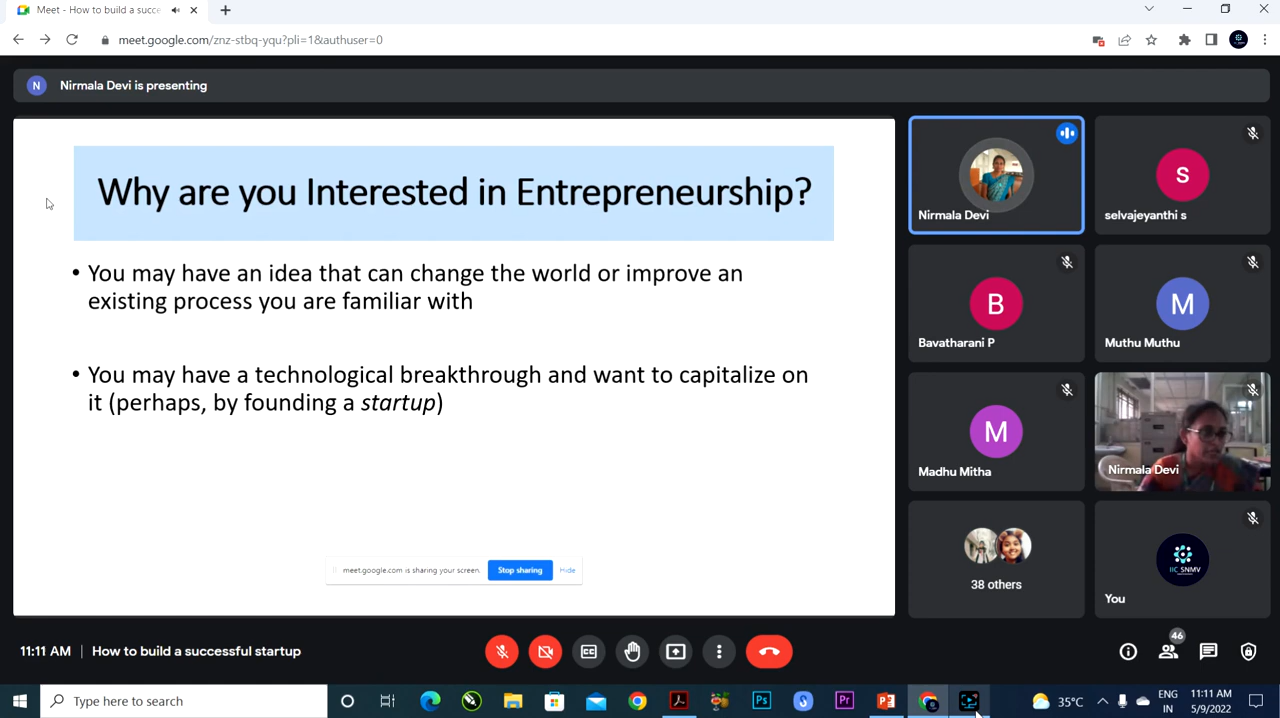 Meet - How to build a succe
meet.google.com/znz-stbq-yqu?pli=1&authuser=0
N
Nirmala Devi is presenting
Why are you Interested in Entrepreneurship?
• You may have an idea that can change the world or improve an
existing process you are familiar with
• You may have a technological breakthrough and want to capitalize on
it (perhaps, by founding a startup)
meet.google.com is sharing your screen.
Stop sharing
Hide
Nirmala Devi
S
selvajeyanthi s
B
Bavatharani P
M
Muthu Muthu
M
Madhu Mitha
Nirmala Devi
38 others
IIC_SNMV
You
11:11 AM | How to build a successful startup
CC
46
Type here to search
Ps
Pr
35°C
ENG
IN
11:11 AM
5/9/2022